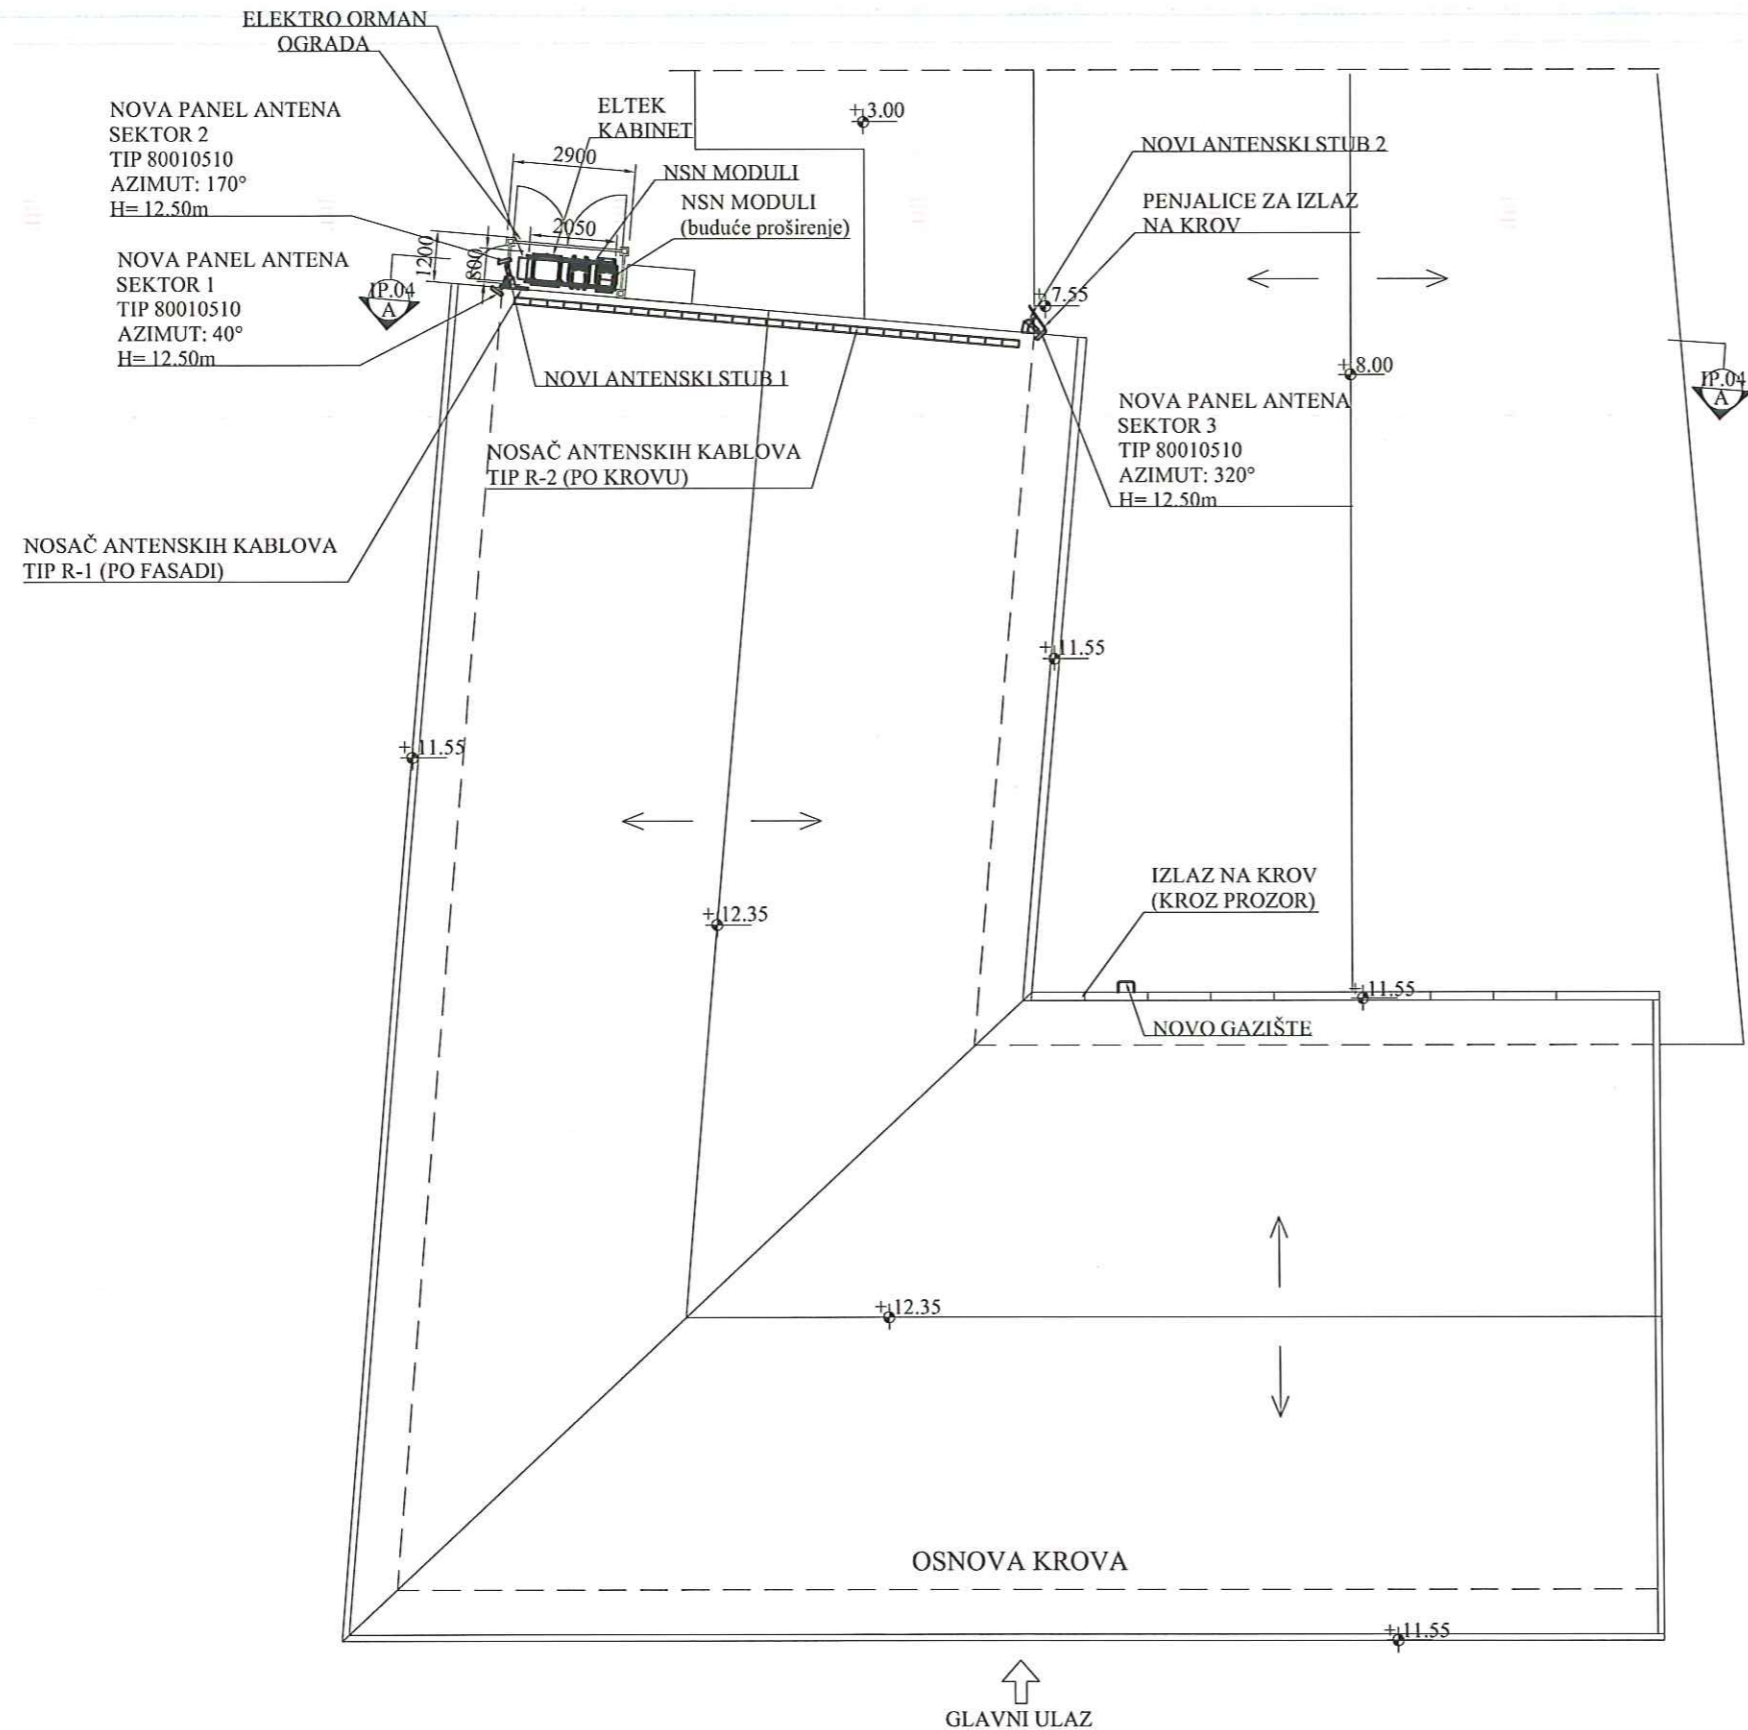 ELEKTRO ORMAN
OGRADA
NOVA PANEL ANTENA
SEKTOR 2
TIP 80010510
AZIMUT: 170°
H= 12.50m
NOVA PANEL ANTENA
SEKTOR 1
TIP 80010510
AZIMUT: 40°
H= 12.50m
ELTEK
KABINET
2900
NSN MODULI
NSN MODULI
(buduće proširenje)
2050
1200
800
IP.04
A
+3.00
NOVI ANTENSKI STUB 2
PENJALICE ZA IZLAZ
NA KROV
+7.55
+8.00
IP.04
A
NOVI ANTENSKI STUB 1
NOSAČ ANTENSKIH KABLOVA
TIP R-2 (PO KROVU)
NOVA PANEL ANTENA
SEKTOR 3
TIP 80010510
AZIMUT: 320°
H= 12.50m
NOSAČ ANTENSKIH KABLOVA
TIP R-1 (PO FASADI)
+11.55
+11.55
+12.35
IZLAZ NA KROV
(KROZ PROZOR)
+11.55
NOVO GAZIŠTE
+12.35
OSNOVA KROVA
+11.55
GLAVNI ULAZ